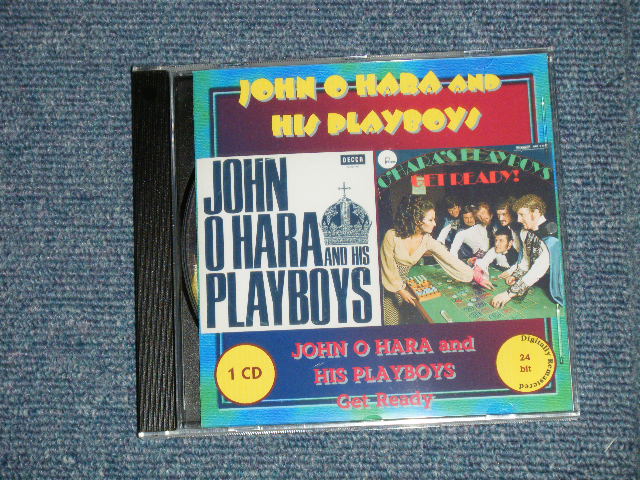 JOHN O HARA AND
HIS PLAYBOYS
JOHN
O HARA
AND HIS
PLAYBOYS
DECCA
O'HARA'S PLAYBOYS
GET READY!
JOHN O HARA and
HIS PLAYBOYS
Get Ready
1 CD
Digitally Remastered
24
bit